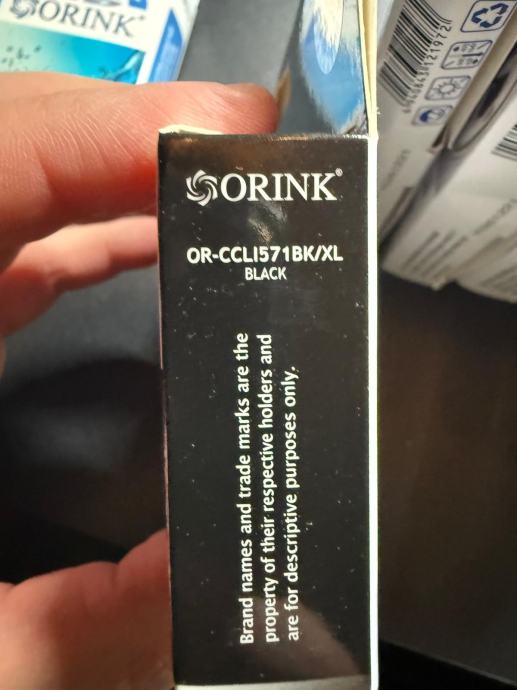 ORINK®
ORINK®
OR-CCLI571BK/XL
BLACK
Brand names and trade marks are the
property of their respective holders and
are for descriptive purposes only.